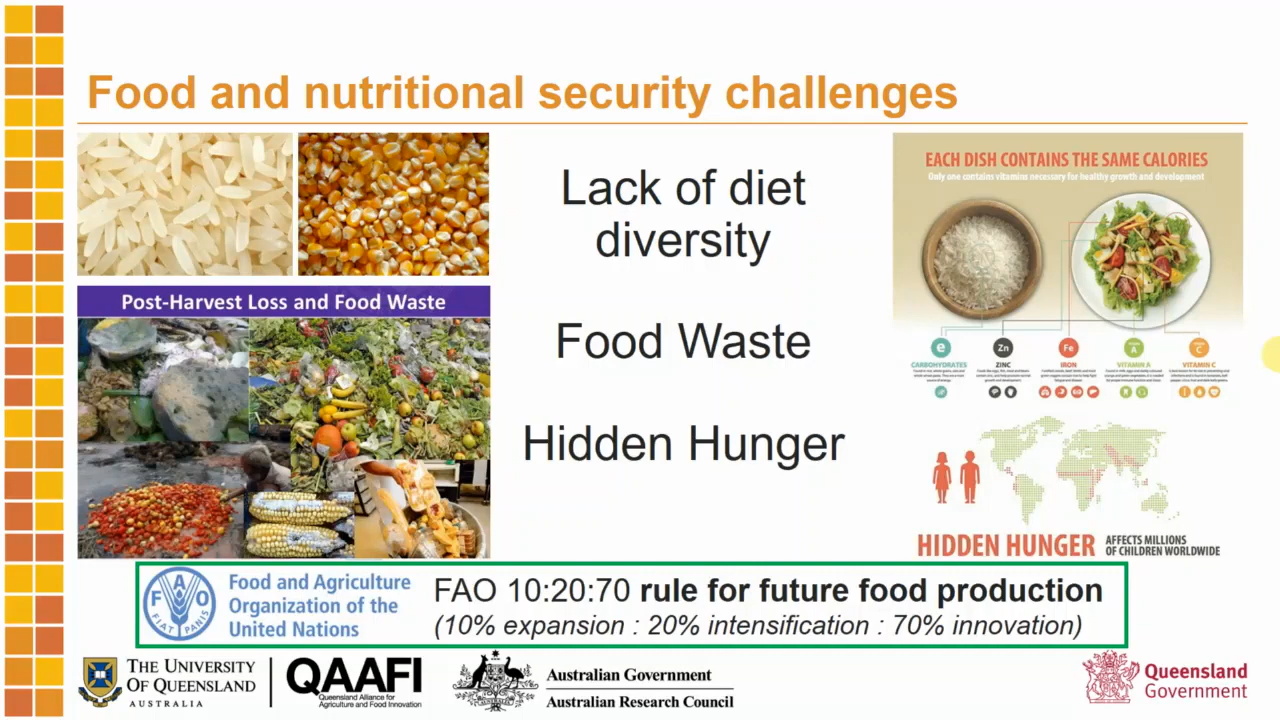 Food and nutritional security challenges
Post-Harvest Loss and Food Waste
Lack of diet
diversity
Food Waste
Hidden Hunger
EACH DISH CONTAINS THE SAME CALORIES
Only one contains vitamins necessary for healthy growth and development
e
Zn
Fe
A
C
CARBOHYDRATES
ZINC
IRON
VITAMIN A
VITAMIN C
HIDDEN HUNGER
AFFECTS MILLIONS
OF CHILDREN WORLDWIDE
F A O
FIAT PANIS
Food and Agriculture
Organization of the
United Nations
FAO 10:20:70 rule for future food production
(10% expansion : 20% intensification : 70% innovation)
THE UNIVERSITY
OF QUEENSLAND
AUSTRALIA
QAAFI
Queensland Alliance for
Agriculture and Food Innovation
Australian Government
Australian Research Council
Queensland
Government